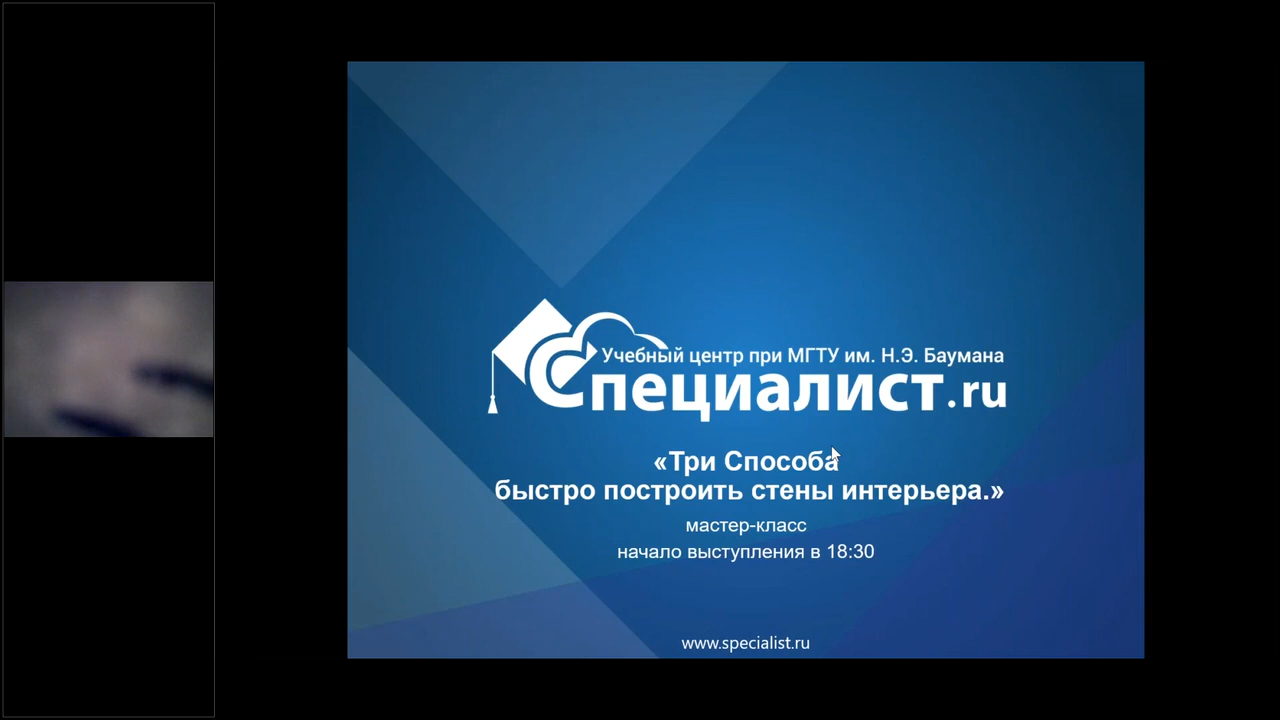 Учебный центр при МГТУ им. Н.Э. Баумана
Специалист.ru
«Три Способа
быстро построить стены интерьера.»
мастер-класс
начало выступления в 18:30
www.specialist.ru